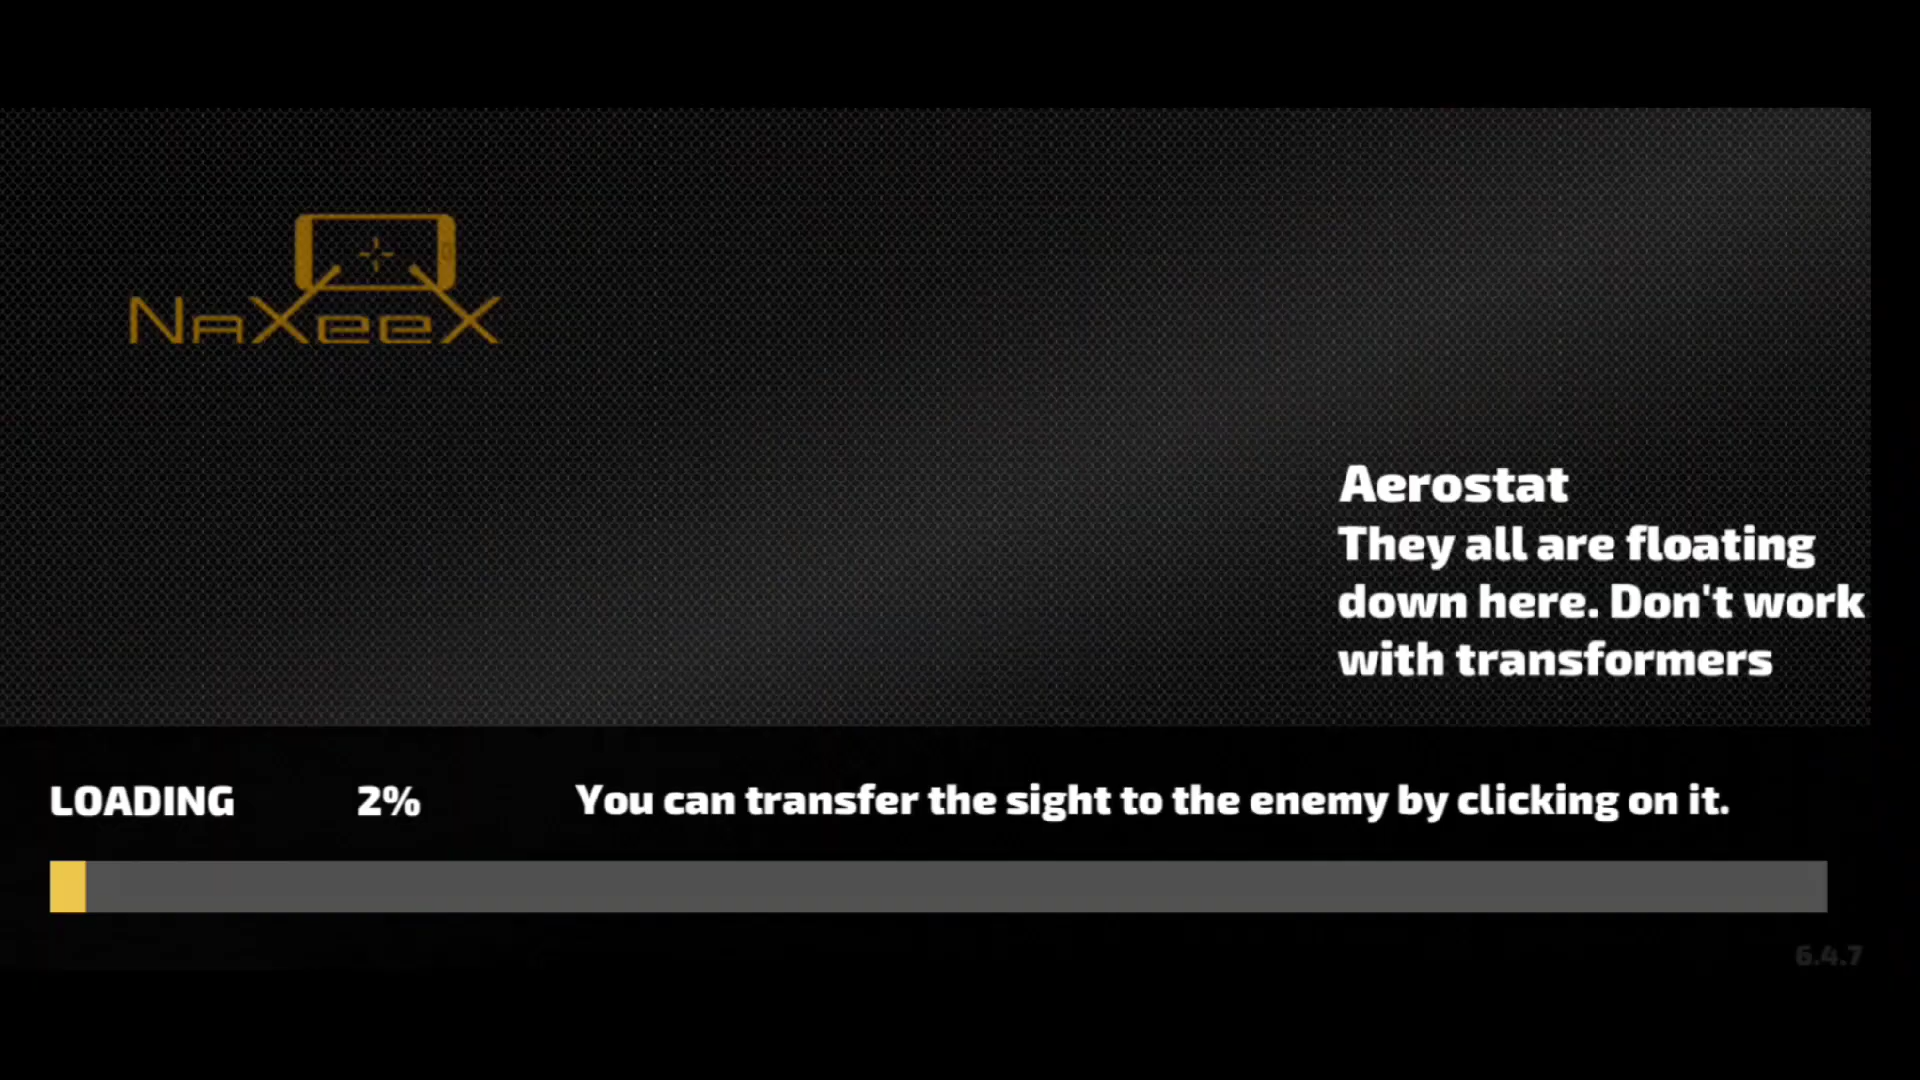 NaXeeX
Aerostat
They all are floating
down here. Don't work
with transformers
LOADING 2% You can transfer the sight to the enemy by clicking on it.
6.4.7